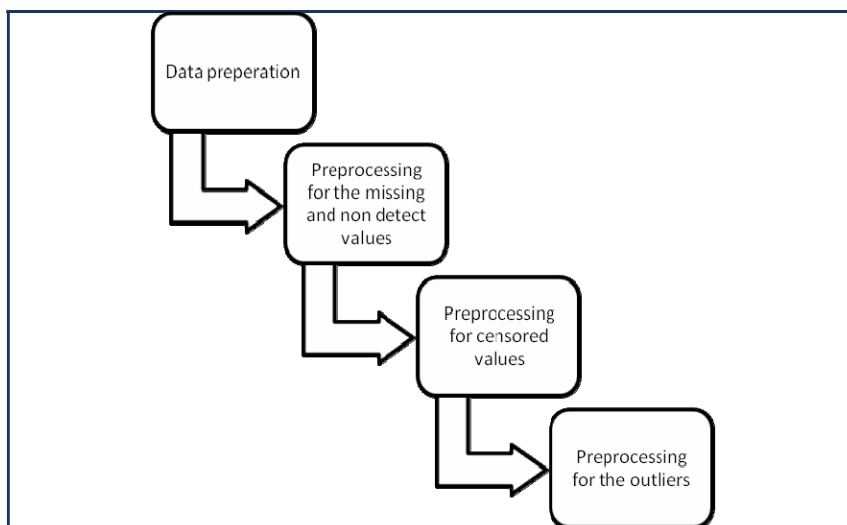 Data preperation
Preprocessing
for the missing
and non detect
values
Preprocessing
for censored
values
Preprocessing
for the outliers